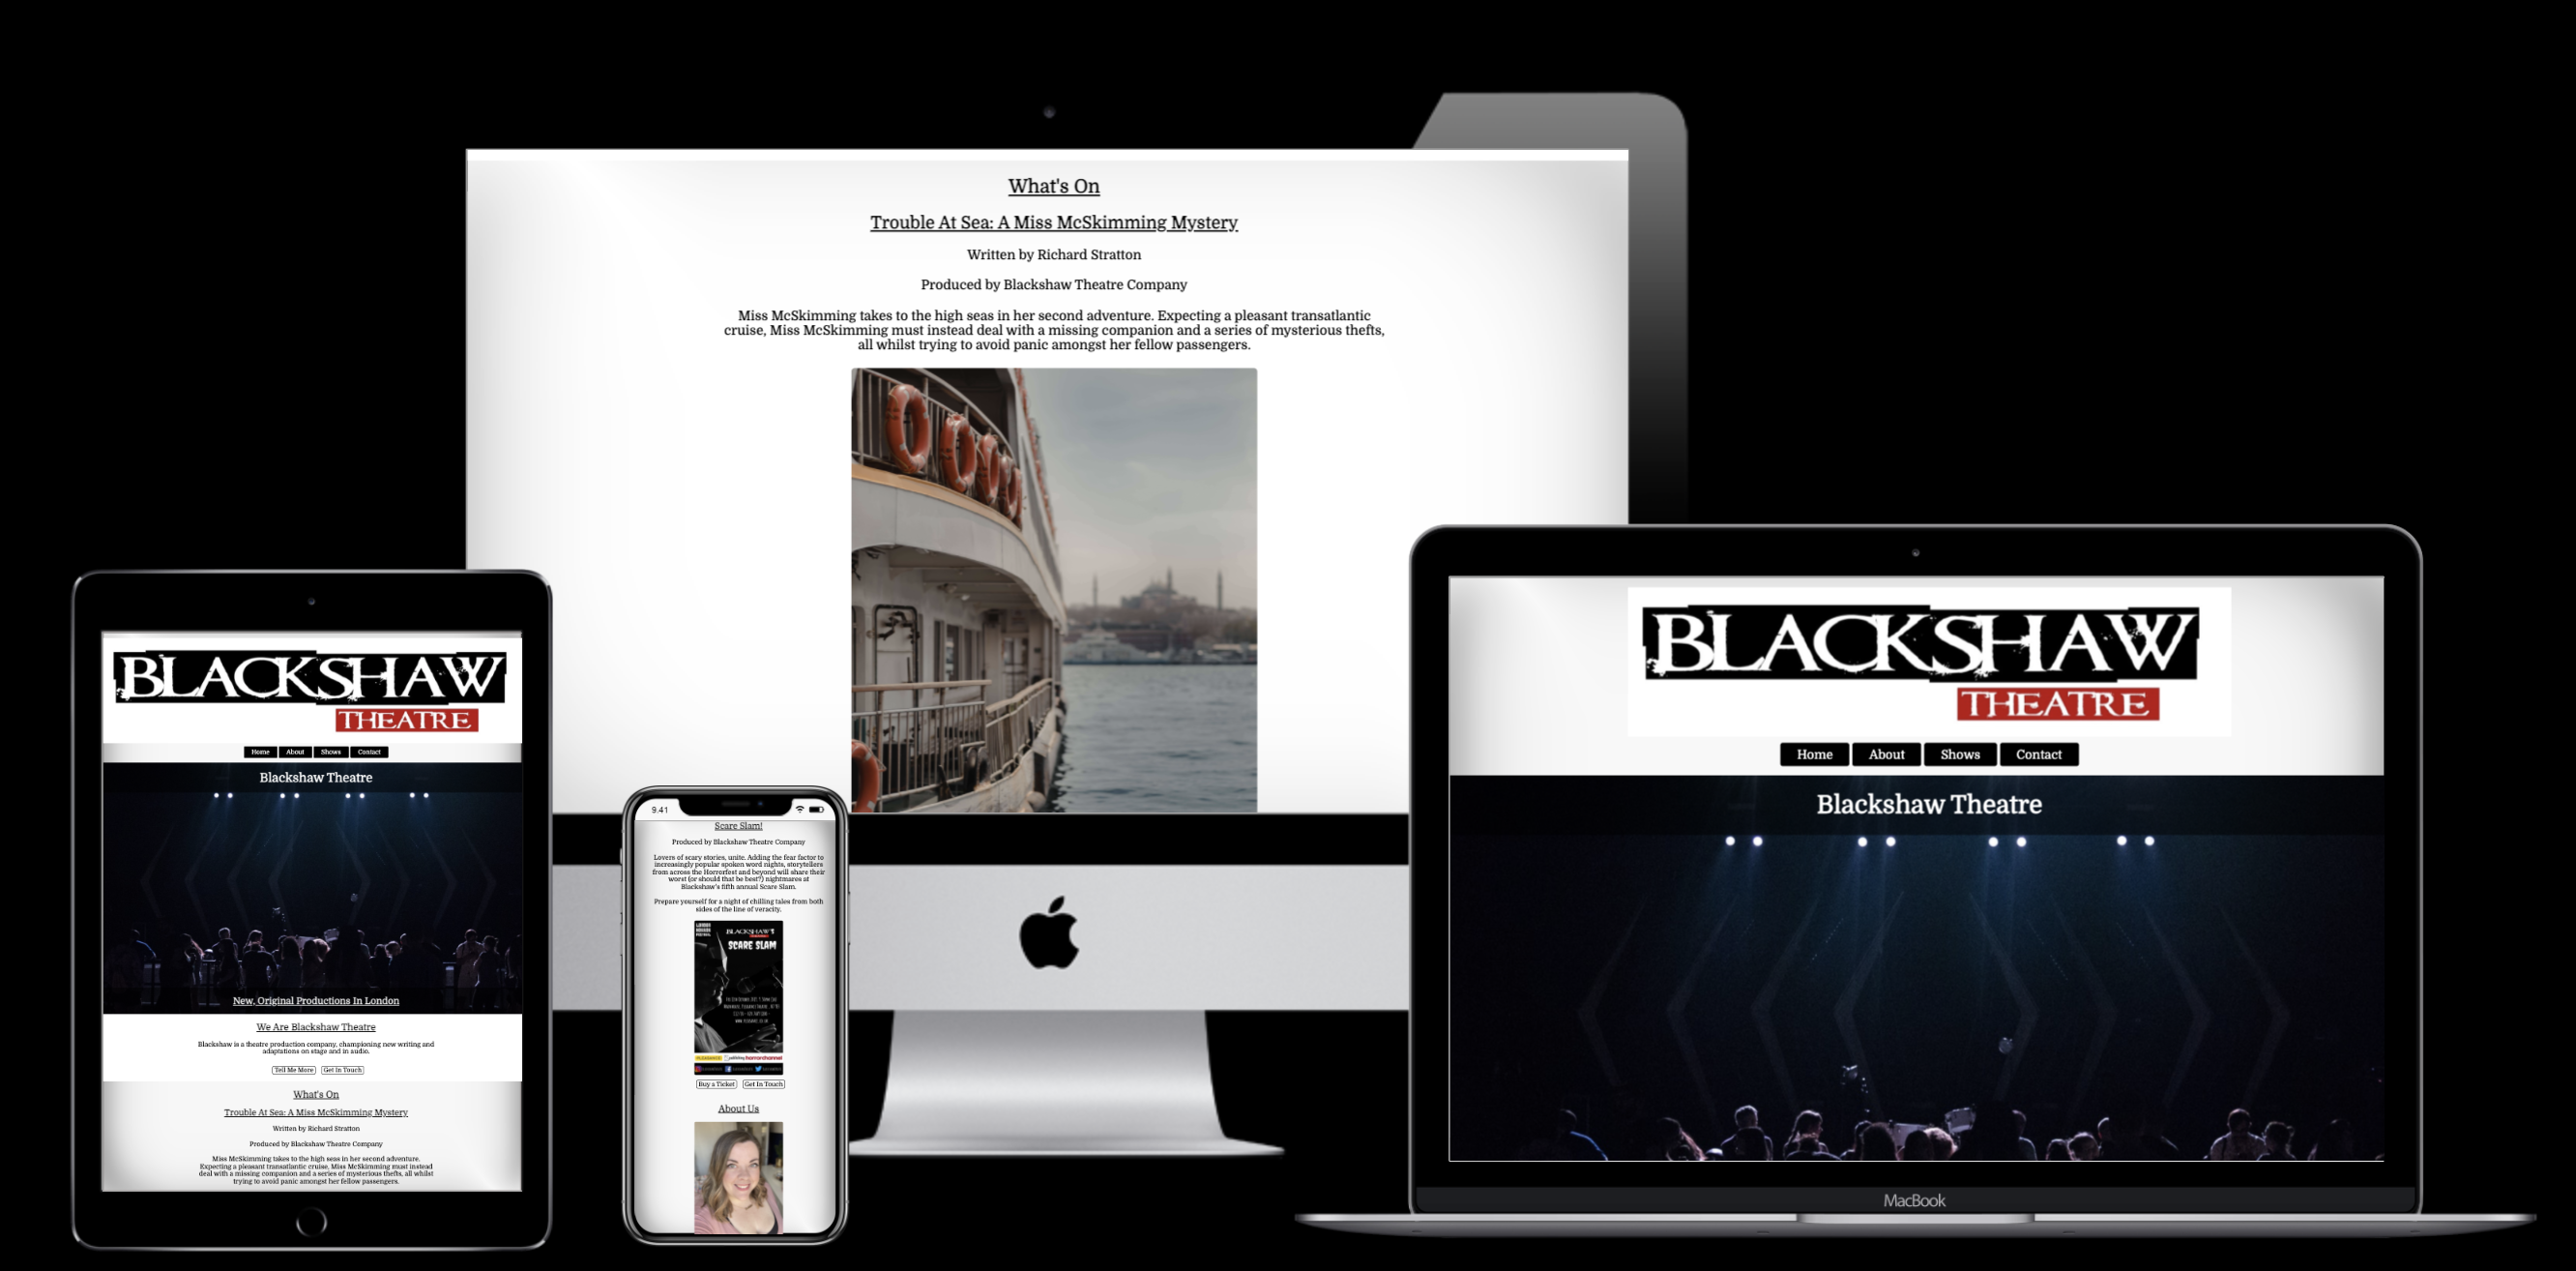 What's On
Trouble At Sea: A Miss McSkimming Mystery
Written by Richard Stratton
Produced by Blackshaw Theatre Company
Miss McSkimming takes to the high seas in her second adventure. Expecting a pleasant transatlantic
cruise, Miss McSkimming must instead deal with a missing companion and a series of mysterious thefts,
all whilst trying to avoid panic amongst her fellow passengers.
BLACKSHAW
THEATRE
Home About Shows Contact
Blackshaw Theatre
New, Original Productions In London
We Are Blackshaw Theatre
Blackshaw is a theatre production company, championing new writing and
adaptations on stage and in audio.
Tell Me More Get In Touch
What's On
Trouble At Sea: A Miss McSkimming Mystery
Written by Richard Stratton
Produced by Blackshaw Theatre Company
Miss McSkimming takes to the high seas in her second adventure.
Expecting a pleasant transatlantic cruise, Miss McSkimming must instead
deal with a missing companion and a series of mysterious thefts, all whilst
trying to avoid panic amongst her fellow passengers.
9.41
Scare Slam!
Produced by Blackshaw Theatre Company
Lovers of scary stories, unite. Adding the fear factor to
increasingly popular spoken word nights, storytellers
from across the Horrorfest and beyond will share their
worst (or should that be best?) nightmares at
Blackshaw's fifth annual Scare Slam.
Prepare yourself for a night of chilling tales from both
sides of the line of veracity.
BLACKSHAW
SCARE SLAM
horrorchannel
Buy a Ticket Get In Touch
About Us
BLACKSHAW
THEATRE
Home About Shows Contact
Blackshaw Theatre
MacBook